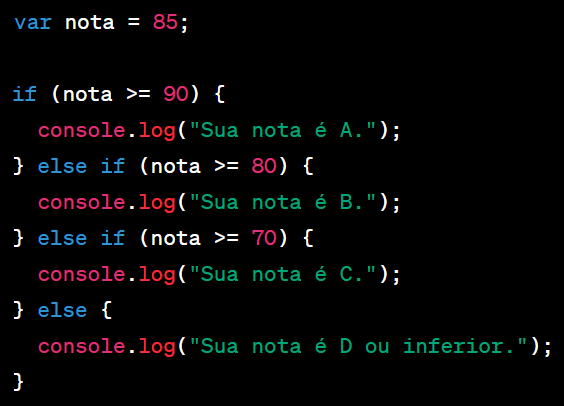 var nota = 85;
if (nota >= 90) {
console.log("Sua nota é A.");
} else if (nota >= 80) {
console.log("Sua nota é B.");
} else if (nota >= 70) {
console.log("Sua nota é C.");
} else {
console.log("Sua nota é D ou inferior.");
}